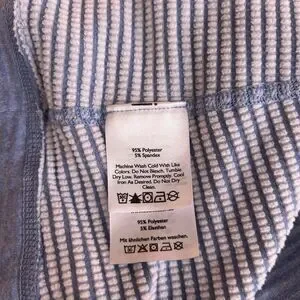 95% Polyester
5% Spandex
Machine Wash Cold With Like
Colors. Do Not Bleach, Tumble
Dry Low. Remove Promptly. Cool
Iron As Desired. Do Not Dry
Clean.
95% Polyester
5% Elasthan
Mit ähnlichen Farben waschen.